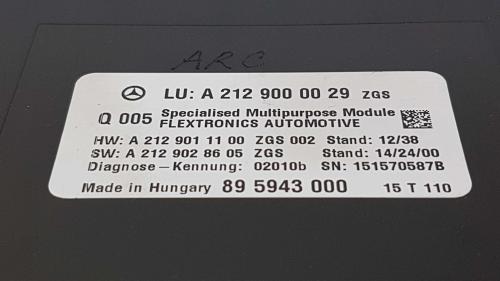 ARC
LU: A 212 900 00 29 ZGS
Q 005 Specialised Multipurpose Module
FLEXTRONICS AUTOMOTIVE
HW: A 212 901 11 00 ZGS 002 Stand: 12/38
SW: A 212 902 86 05 ZGS Stand: 14/24/00
Diagnose-Kennung: 02010b SN: 151570587B
Made in Hungary 89 5943 000 15 T 110